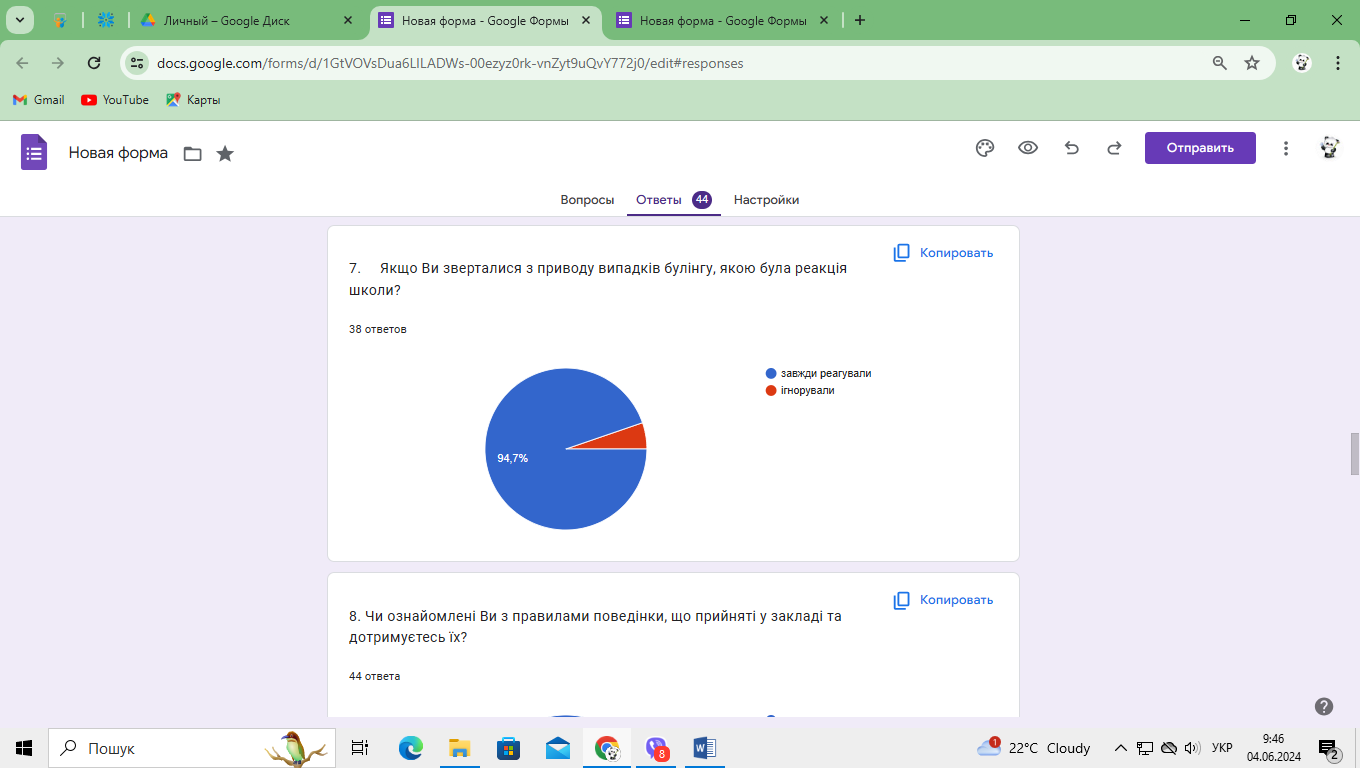 Личный – Google Диск
Новая форма - Google Формы
Новая форма - Google Формы
docs.google.com/forms/d/1GtVOVsDua6LILADWs-00ezyz0rk-vnZyt9uQvY772j0/edit#responses
Gmail
YouTube
Карты
Новая форма
Отправить
Вопросы
Ответы 44
Настройки
Копировать
7. Якщо Ви зверталися з приводу випадків булінгу, якою була реакція
школи?
38 ответов
завжди реагували
ігнорували
94,7%
Копировать
8. Чи ознайомлені Ви з правилами поведінки, що прийняті у закладі та
дотримуєтесь їх?
44 ответа
Пошук
8
1
22°C Cloudy
УКР
9:46
04.06.2024
2